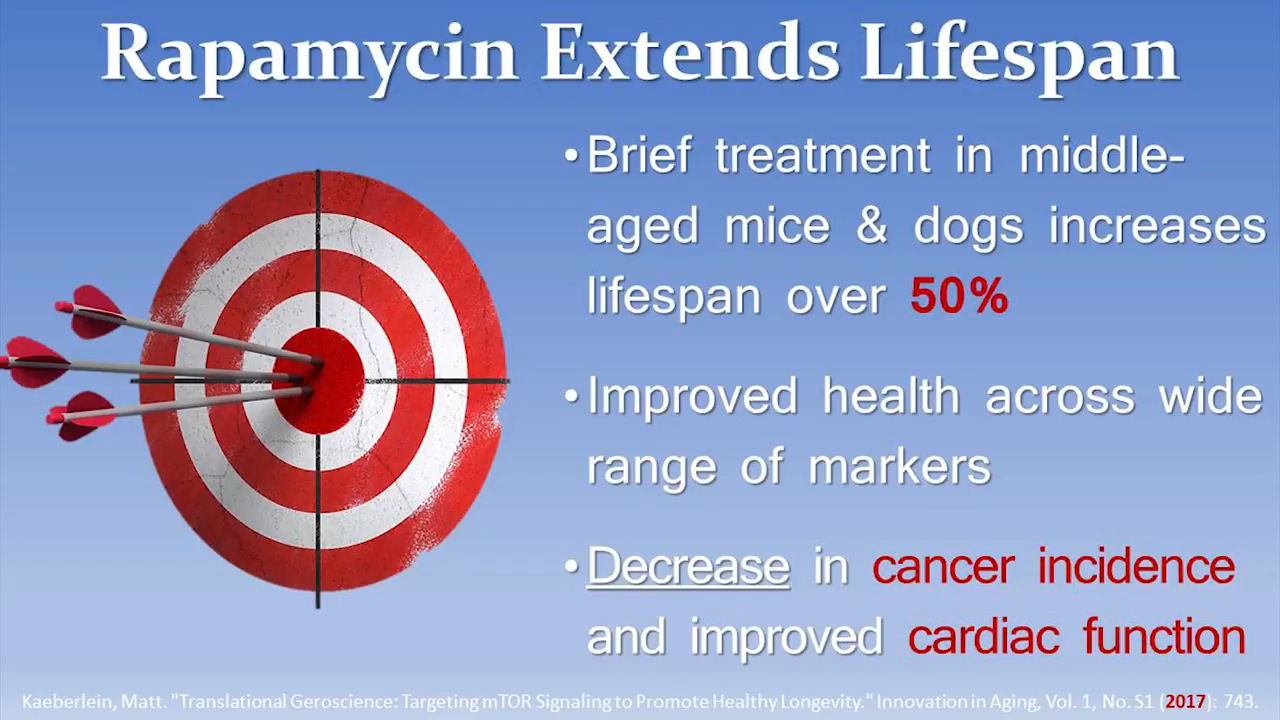 Rapamycin Extends Lifespan
•Brief treatment in middle-
aged mice & dogs increases
lifespan over 50%
•Improved health across wide
range of markers
•Decrease in cancer incidence
and improved cardiac function
Kaeberlein, Matt. "Translational Geroscience: Targeting mTOR Signaling to Promote Healthy Longevity." Innovation in Aging, Vol. 1, No. S1 (2017): 743.